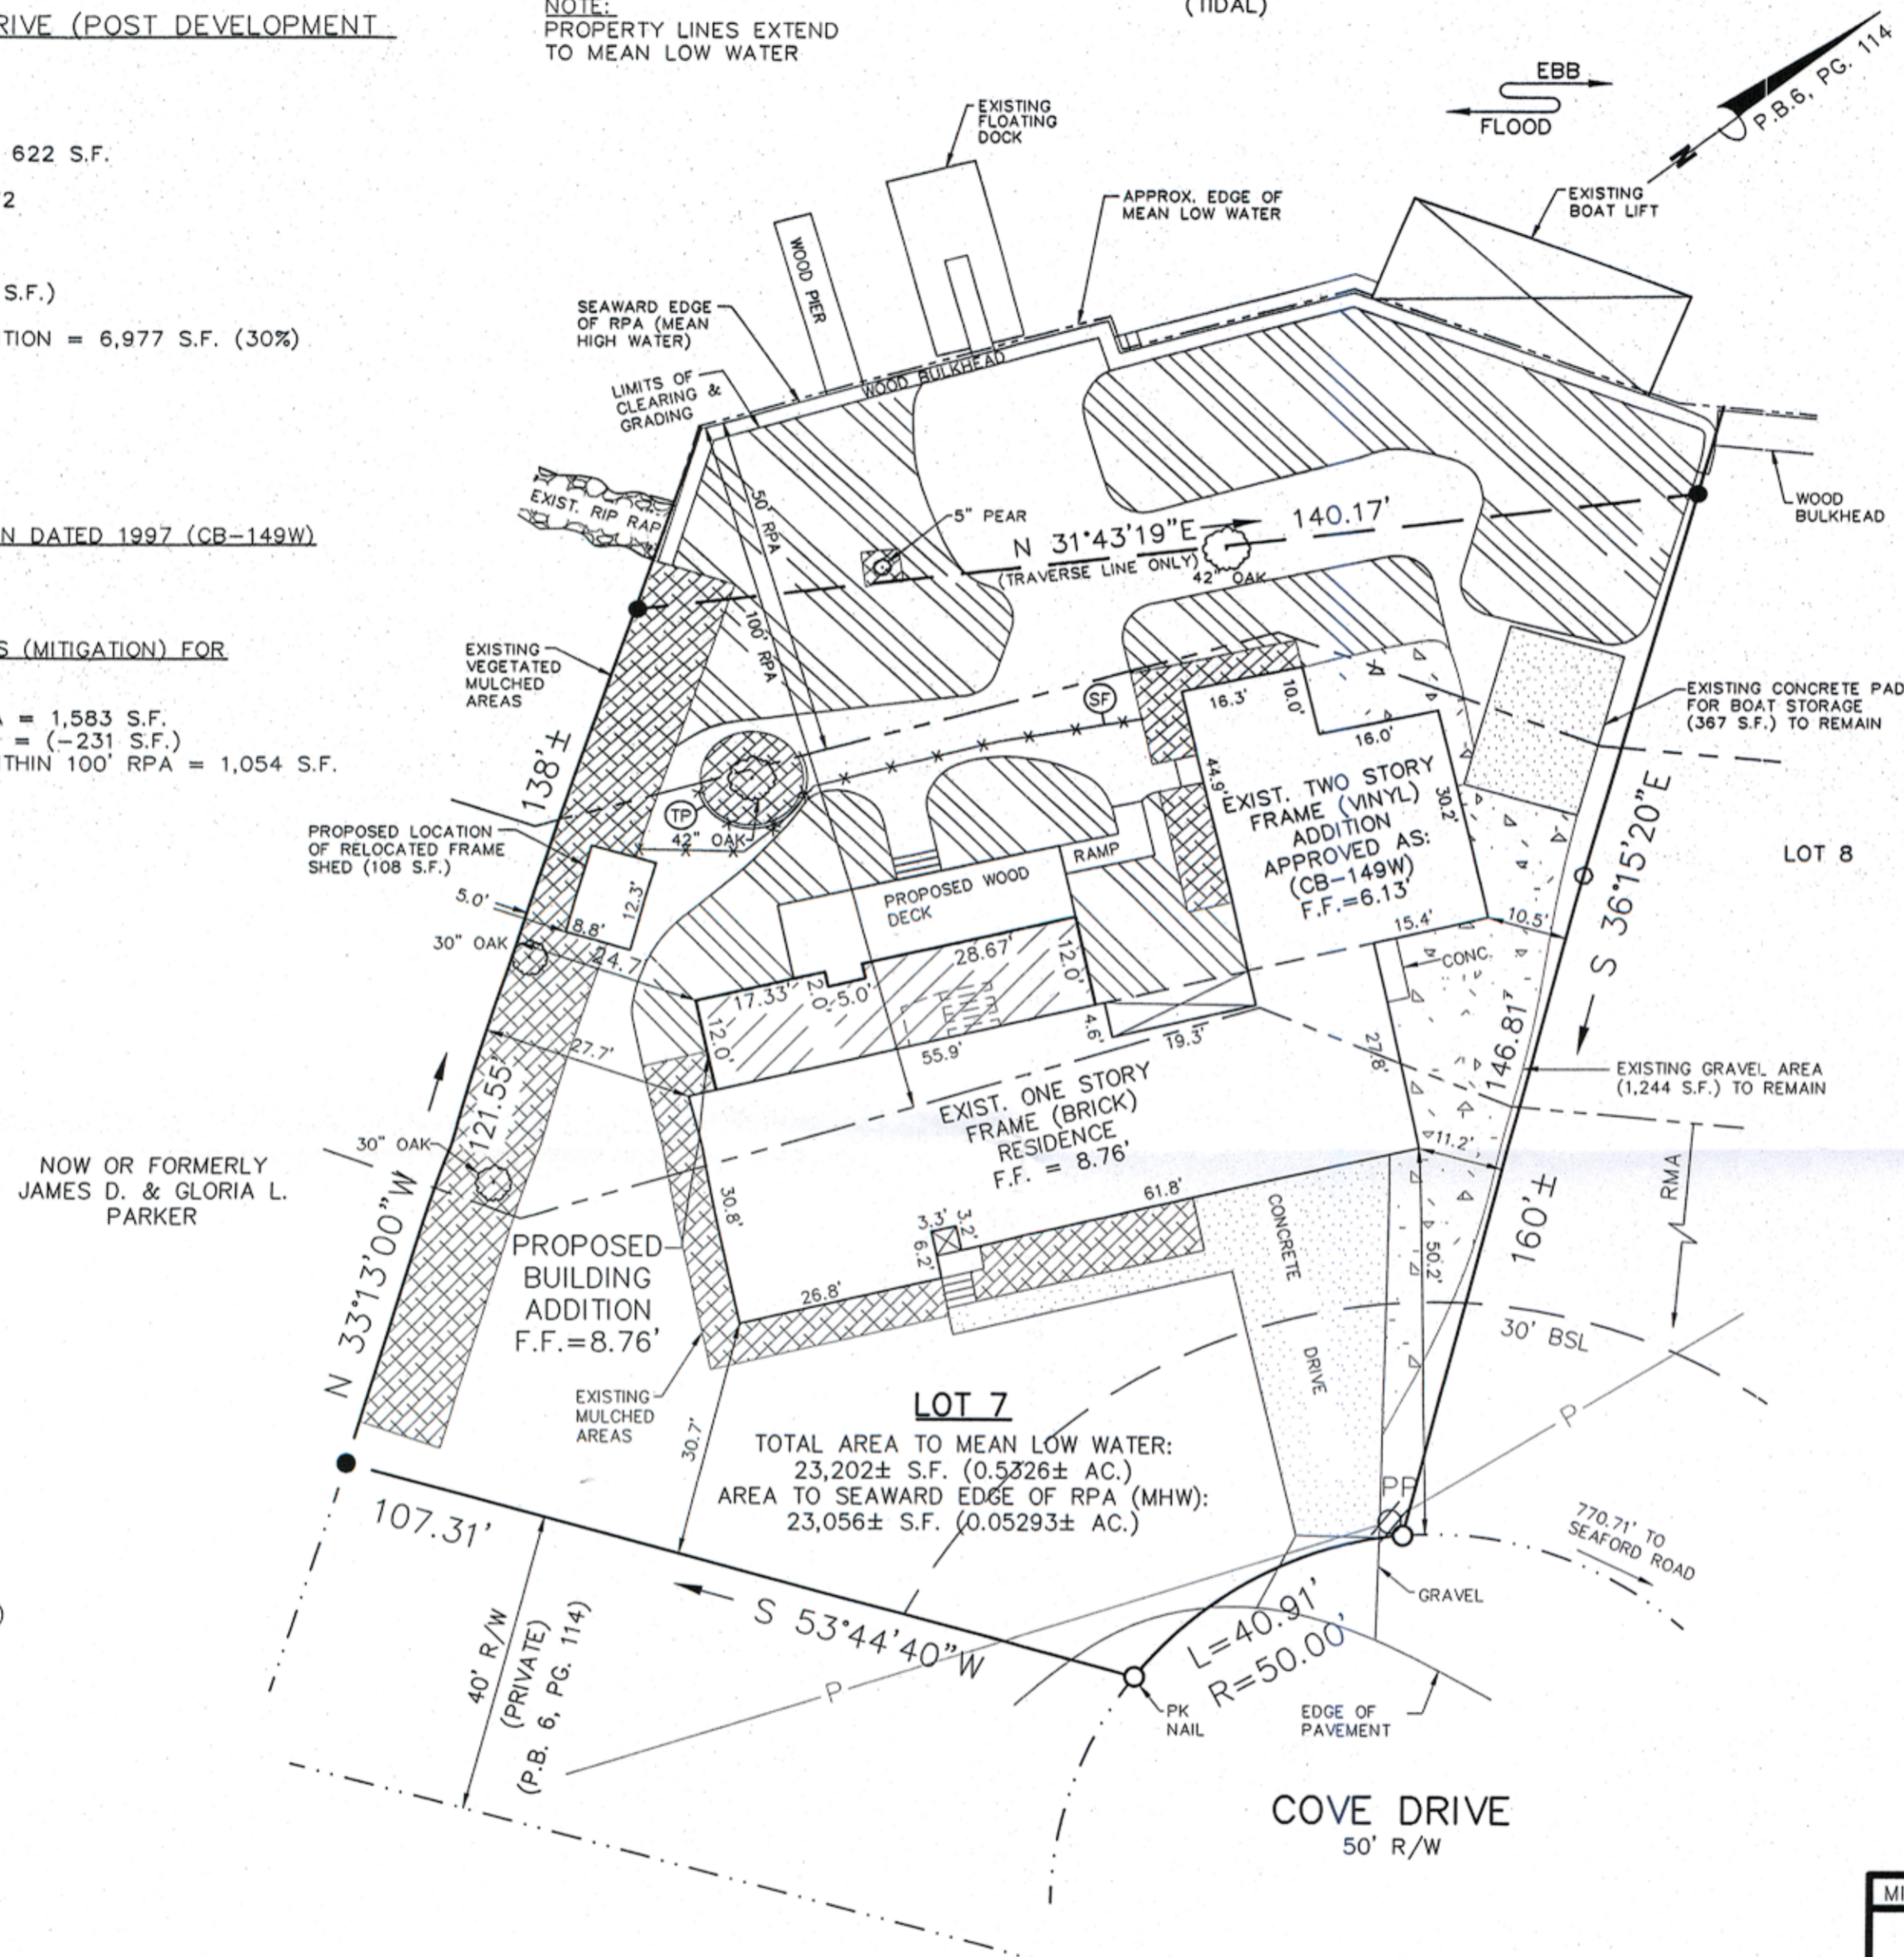 RIVE (POST DEVELOPMENT
622 S.F.
2
S.F.)
TION = 6,977 S.F. (30%)
N DATED 1997 (CB-149W)
S (MITIGATION) FOR
= 1,583 S.F.
= (-231 S.F.)
ITHIN 100' RPA = 1,054 S.F.
)
NOTE:
PROPERTY LINES EXTEND
TO MEAN LOW WATER
(TIDAL)
EBB
FLOOD
N
P.B.6, PG. 114
EXISTING
FLOATING
DOCK
APPROX. EDGE OF
MEAN LOW WATER
EXISTING
BOAT LIFT
WOOD PIER
SEAWARD EDGE
OF RPA (MEAN
HIGH WATER)
LIMITS OF
CLEARING &
GRADING
WOOD BULKHEAD
WOOD
BULKHEAD
EXIST. RIP RAP
50' RPA
100' RPA
5" PEAR
N 31°43'19"E
140.17'
(TRAVERSE LINE ONLY)
42" OAK
EXISTING
VEGETATED
MULCHED
AREAS
138'±
SF
TP
42" OAK
16.3'
10.0'
16.0'
44.9'
30.2'
EXIST. TWO STORY
FRAME (VINYL)
ADDITION
APPROVED AS:
(CB-149W)
F.F.=6.13'
15.4'
10.5'
EXISTING CONCRETE PAD
FOR BOAT STORAGE
(367 S.F.) TO REMAIN
S 36°15'20"E
LOT 8
PROPOSED LOCATION
OF RELOCATED FRAME
SHED (108 S.F.)
5.0'
8.8'
12.3'
30" OAK
24.7'
RAMP
PROPOSED WOOD
DECK
28.67'
12.0'
17.33'
2.0'
5.0'
12.0'
55.9'
4.6'
19.3'
CONC.
27.8'
146.81'
EXISTING GRAVEL AREA
(1,244 S.F.) TO REMAIN
27.7'
121.55'
30" OAK
NOW OR FORMERLY
JAMES D. & GLORIA L.
PARKER
N 33°13'00"W
EXIST. ONE STORY
FRAME (BRICK)
RESIDENCE
F.F. = 8.76'
11.2'
RMA
160'±
30.8'
61.8'
3.3'
3.2'
6.2'
26.8'
50.2'
CONCRETE
DRIVE
PROPOSED
BUILDING
ADDITION
F.F.=8.76'
30' BSL
EXISTING
MULCHED
AREAS
30.7'
LOT 7
TOTAL AREA TO MEAN LOW WATER:
23,202± S.F. (0.5326± AC.)
AREA TO SEAWARD EDGE OF RPA (MHW):
23,056± S.F. (0.05293± AC.)
P
PP
770.71' TO
SEAFORD ROAD
GRAVEL
107.31'
S 53°44'40"W
40' R/W
(PRIVATE)
(P.B. 6, PG. 114)
P
L=40.91'
R=50.00'
PK
NAIL
EDGE OF
PAVEMENT
COVE DRIVE
50' R/W
MI